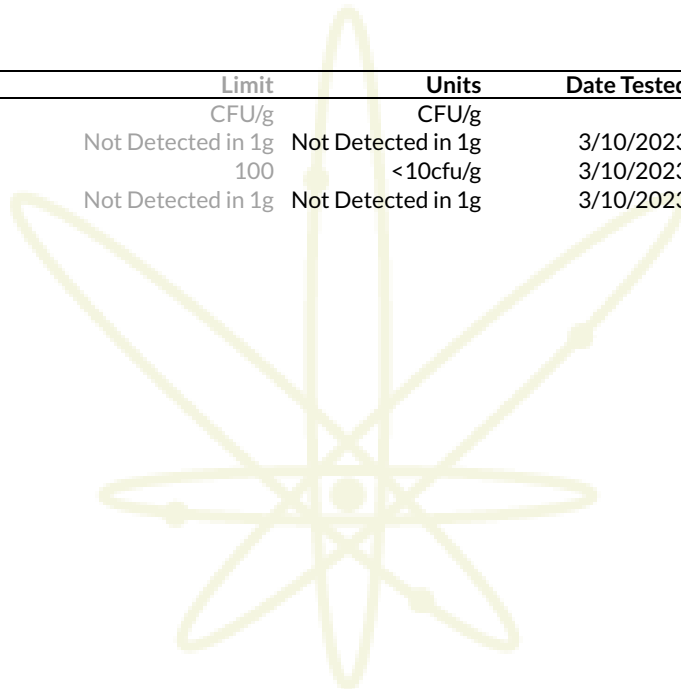 Limit Units Date Tested
CFU/g CFU/g
Not Detected in 1g Not Detected in 1g 3/10/2023
100 <10cfu/g 3/10/2023
Not Detected in 1g Not Detected in 1g 3/10/2023